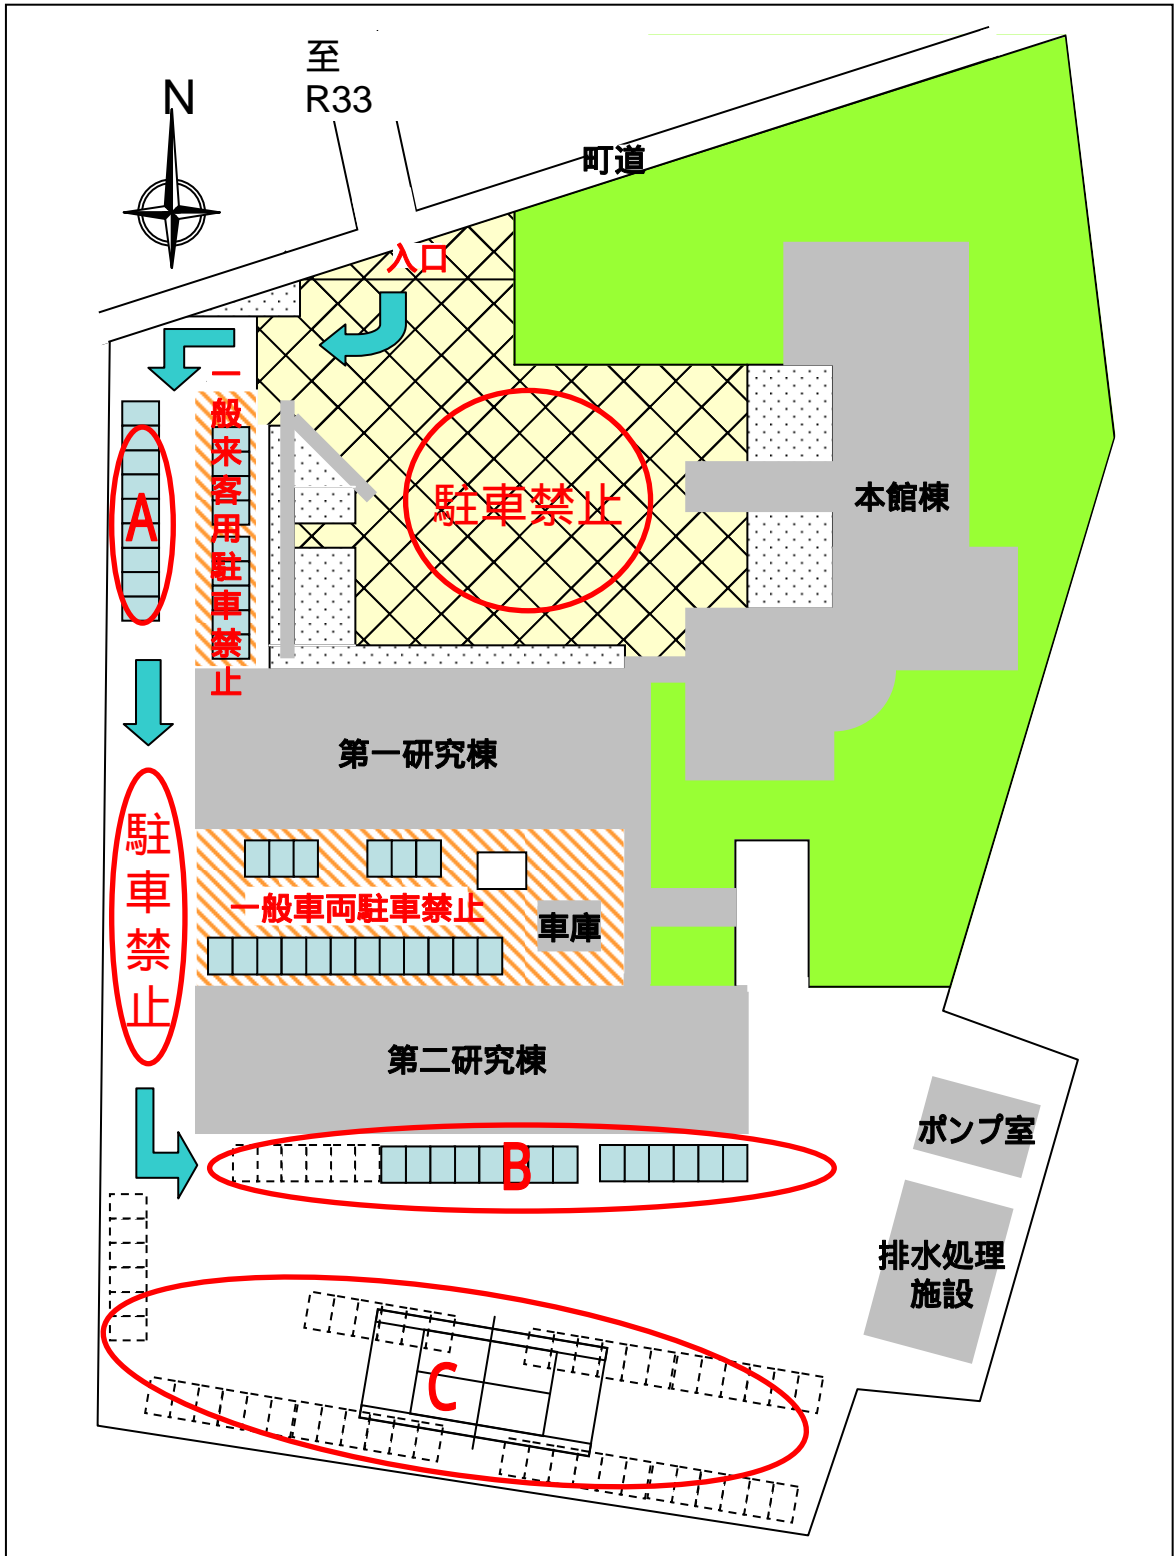 至
R33
N
町道
入口
一般来客用駐車禁止
A
駐車禁止
本館棟
第一研究棟
駐車禁止
一般車両駐車禁止
車庫
第二研究棟
ポンプ室
B
排水処理
施設
C